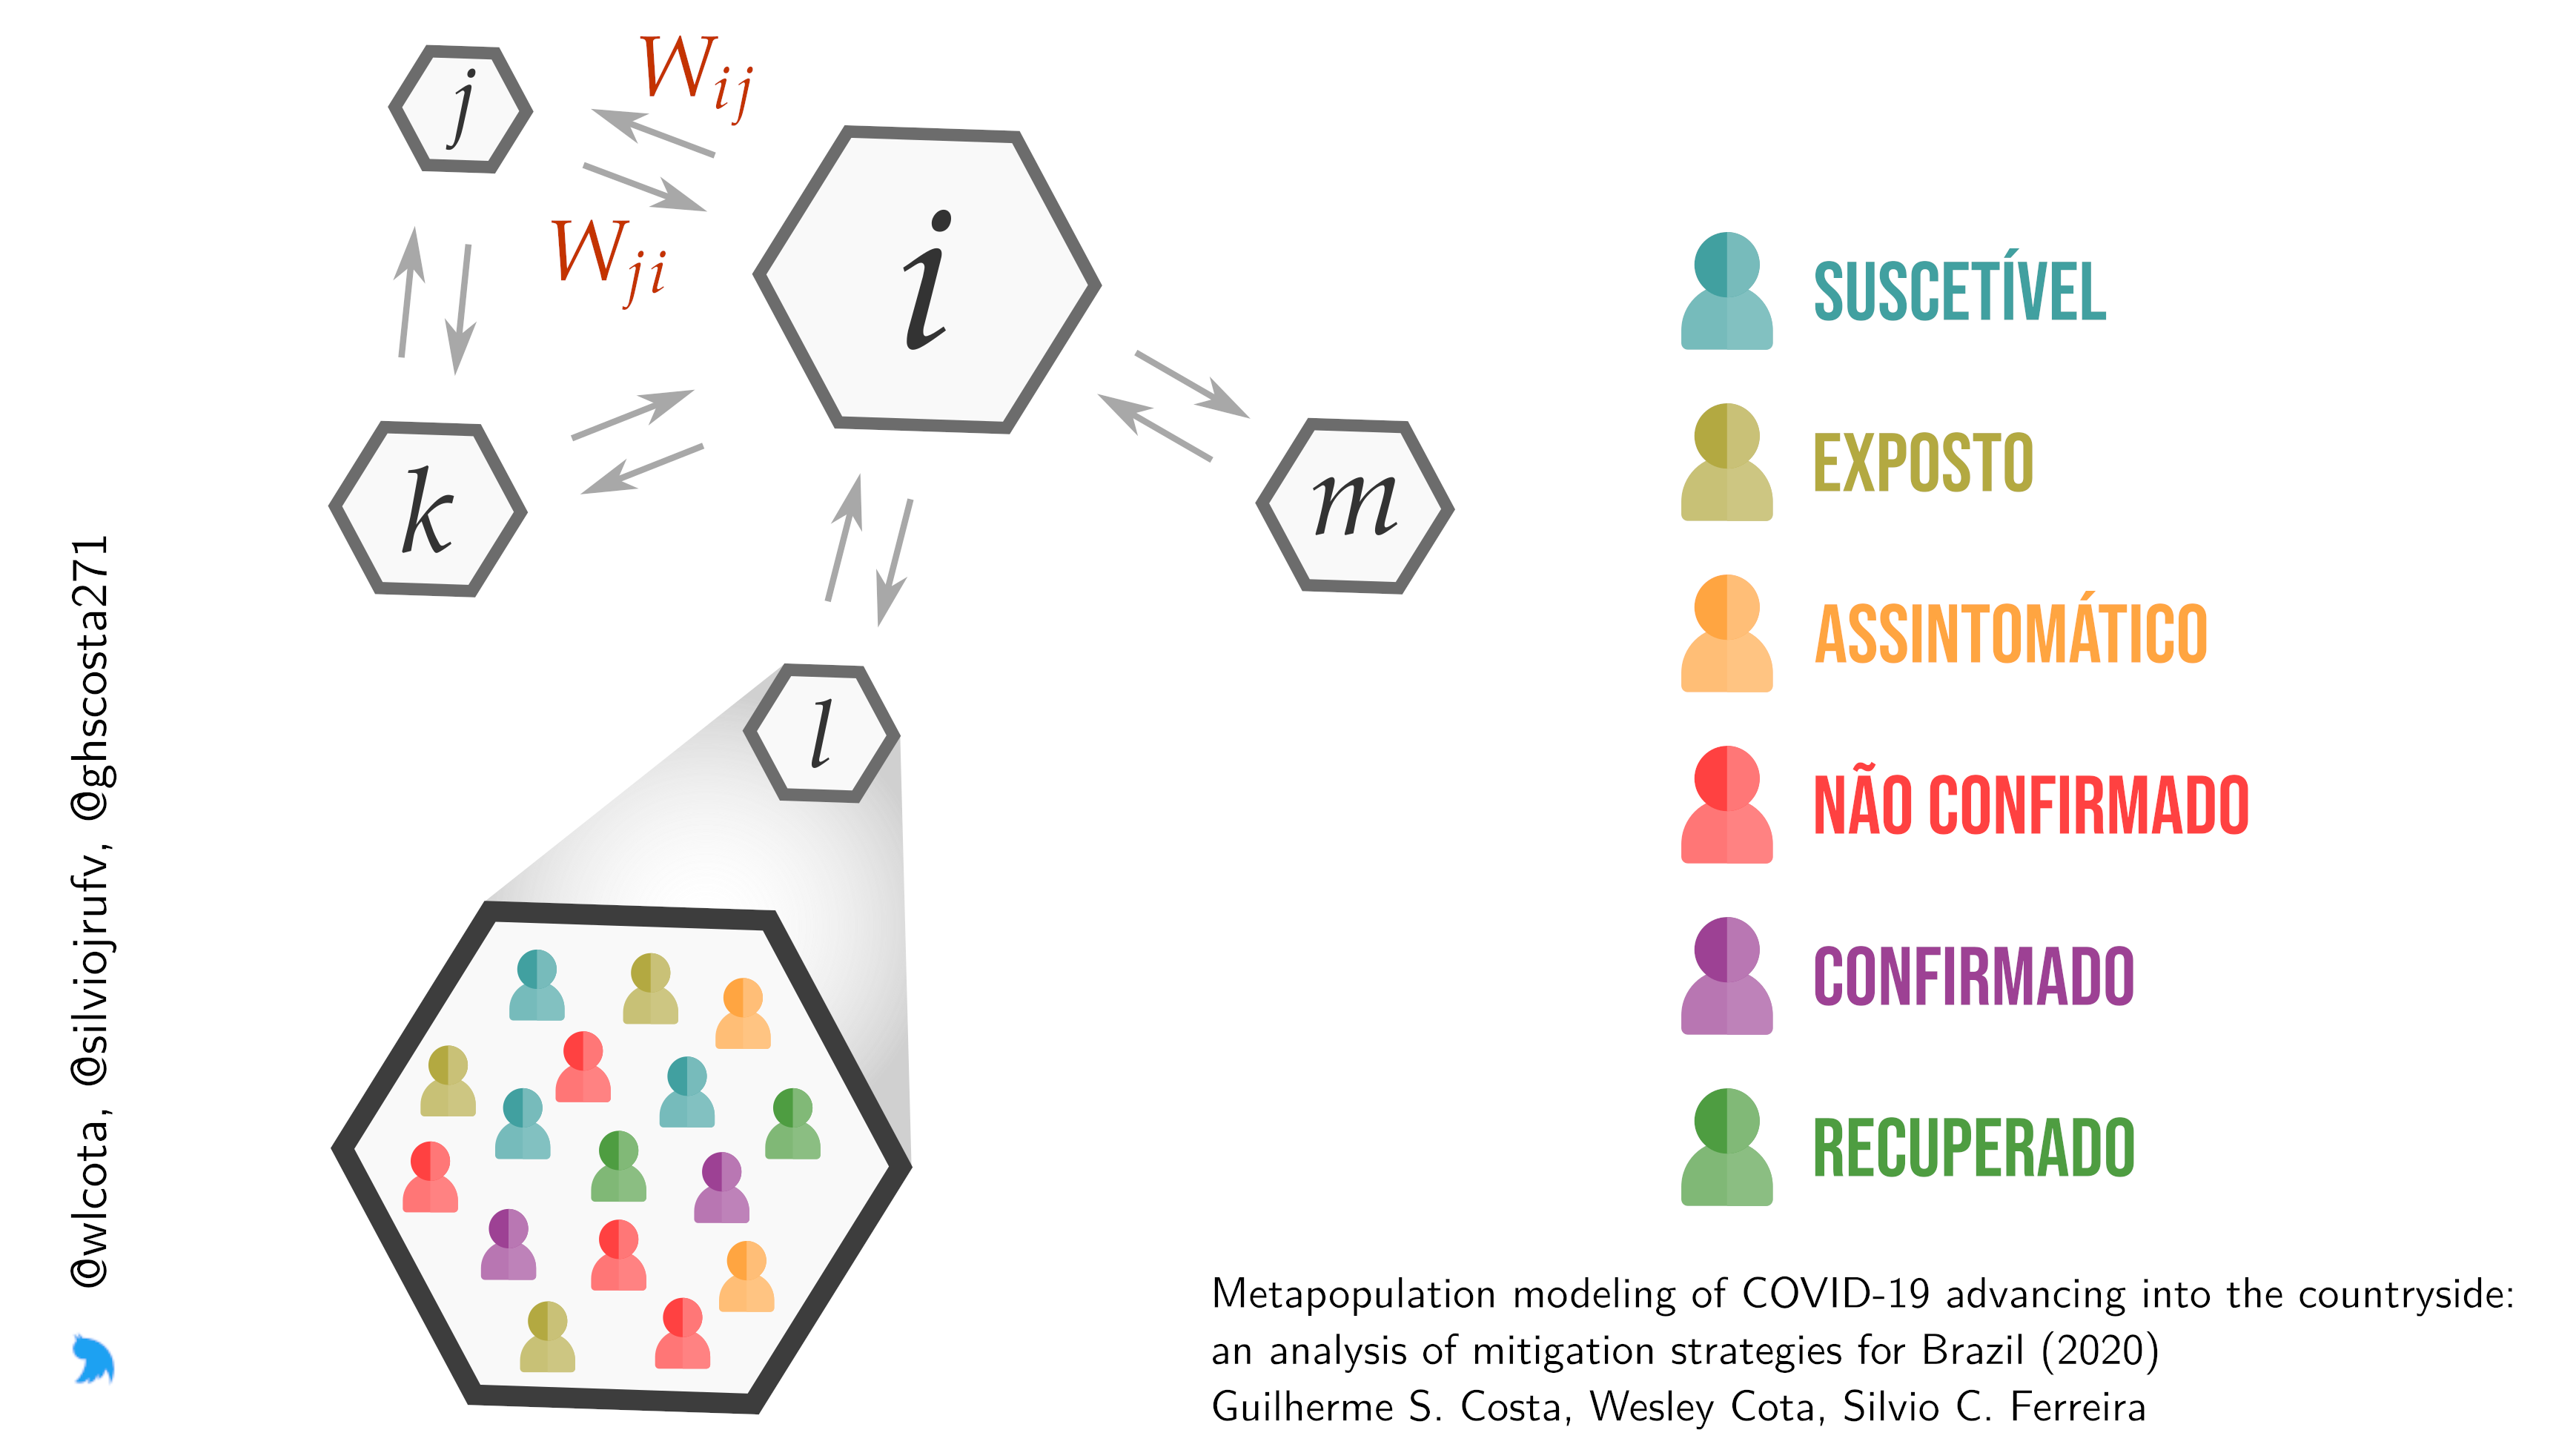 j
W_{ij}
i
W_{ji}
k
m
l
SUSCETÍVEL
EXPOSTO
ASSINTOMÁTICO
NÃO CONFIRMADO
CONFIRMADO
RECUPERADO
@wlcota, @silviojrufv, @ghscosta271
Metapopulation modeling of COVID-19 advancing into the countryside:
an analysis of mitigation strategies for Brazil (2020)
Guilherme S. Costa, Wesley Cota, Silvio C. Ferreira